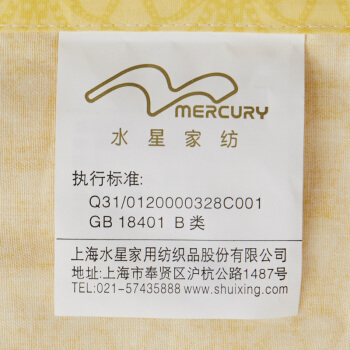 MERCURY
水星家纺
执行标准:
Q31/0120000328C001
GB 18401 B 类
上海水星家用纺织品股份有限公司
地址:上海市奉贤区沪杭公路1487号
TEL:021-57435888 www.shuixing.com